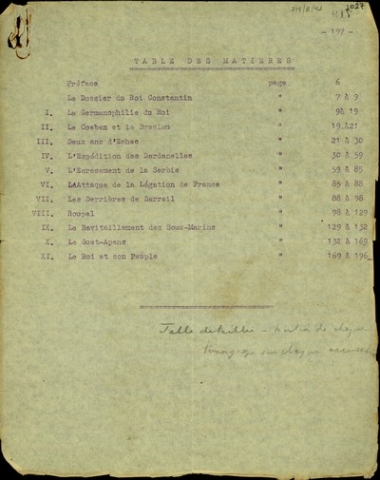 2027
- 197 -
TABLE DES MATIERES
Préface page 6
Le Dossier du Roi Constantin " 7 à 9
I. La Germanophilie du Roi " 9 à 19
II. Le Goeben et le Breslau " 19 à 21
III. Deux ans d'Echec " 21 à 30
IV. L'Expédition des Dardanelles " 30 à 59
V. L'Ecrasement de la Serbie " 59 à 85
VI. L'Attaque de la Légation de France " 85 à 88
VII. Les Derrières de Sarrail " 88 à 98
VIII. Roupel " 98 à 129
IX. Le Ravitaillement des Sous-Marins " 129 à 132
X. Le Guet-Apens " 132 à 169
XI. Le Roi et son Peuple " 169 à 196
Table détaillée -